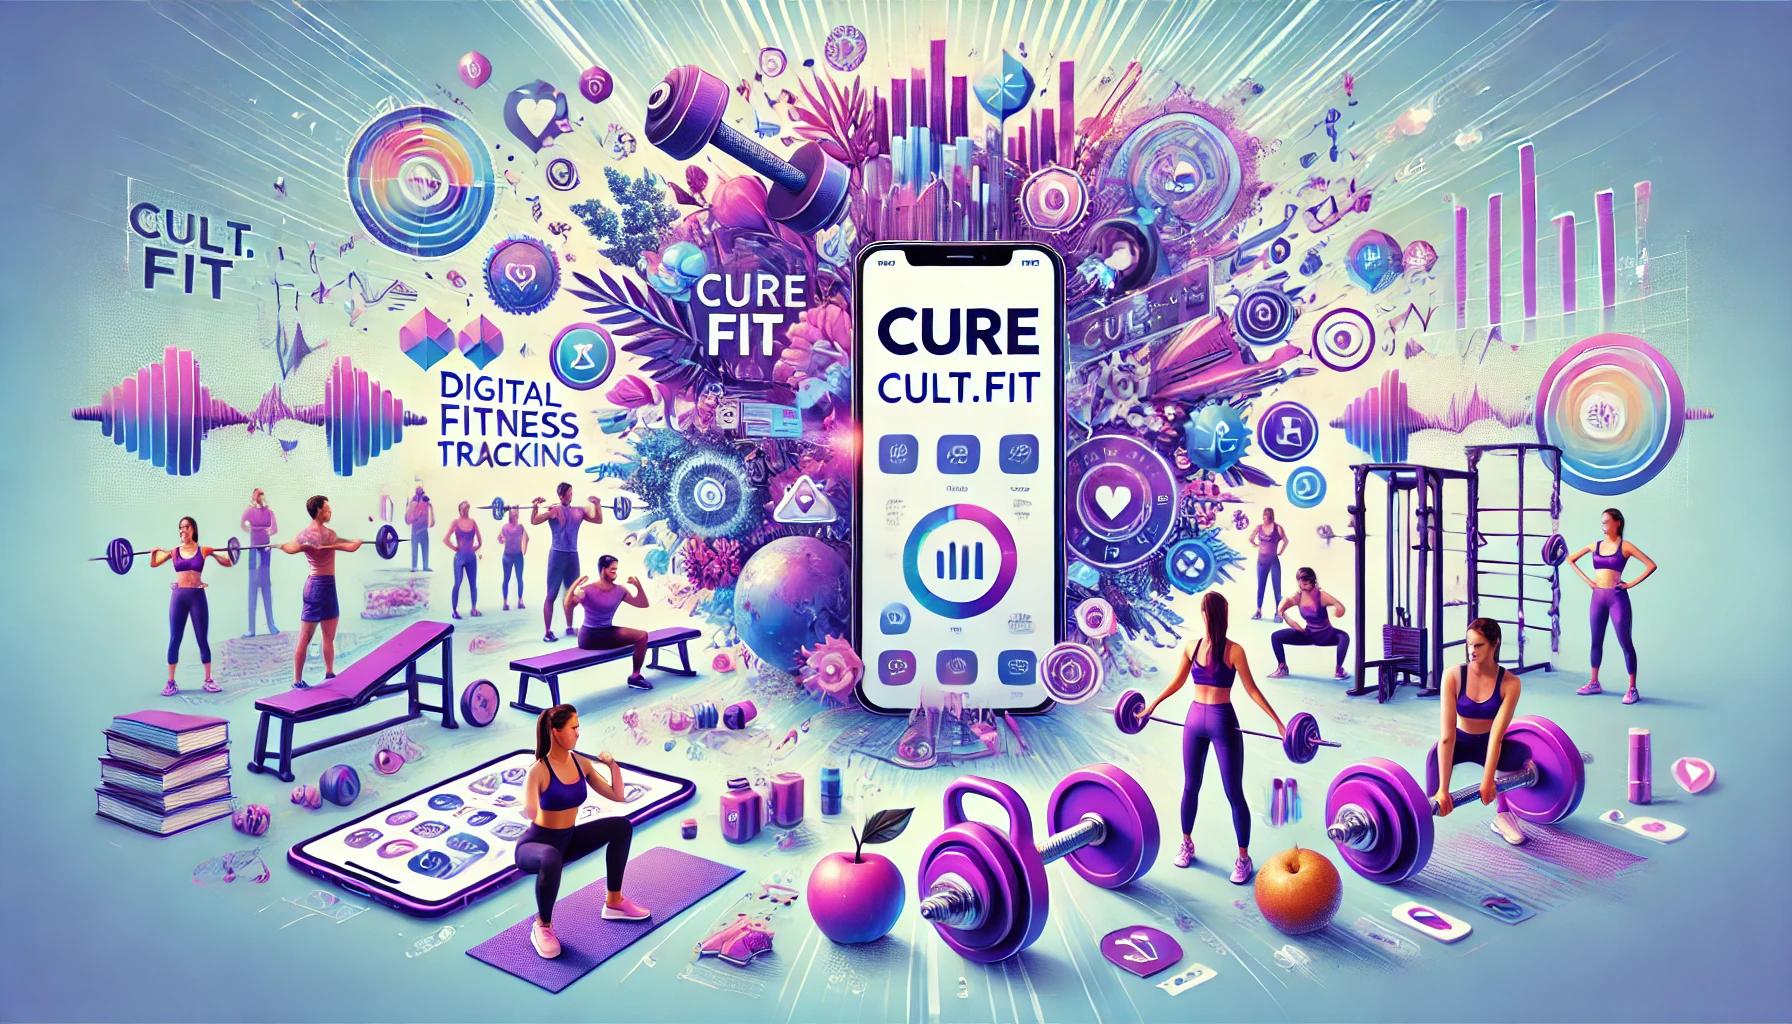 CULT.
FIT
CURE
FIT
DIGITAL
FITNESS
TRACKING
CURE
CULT.FIT